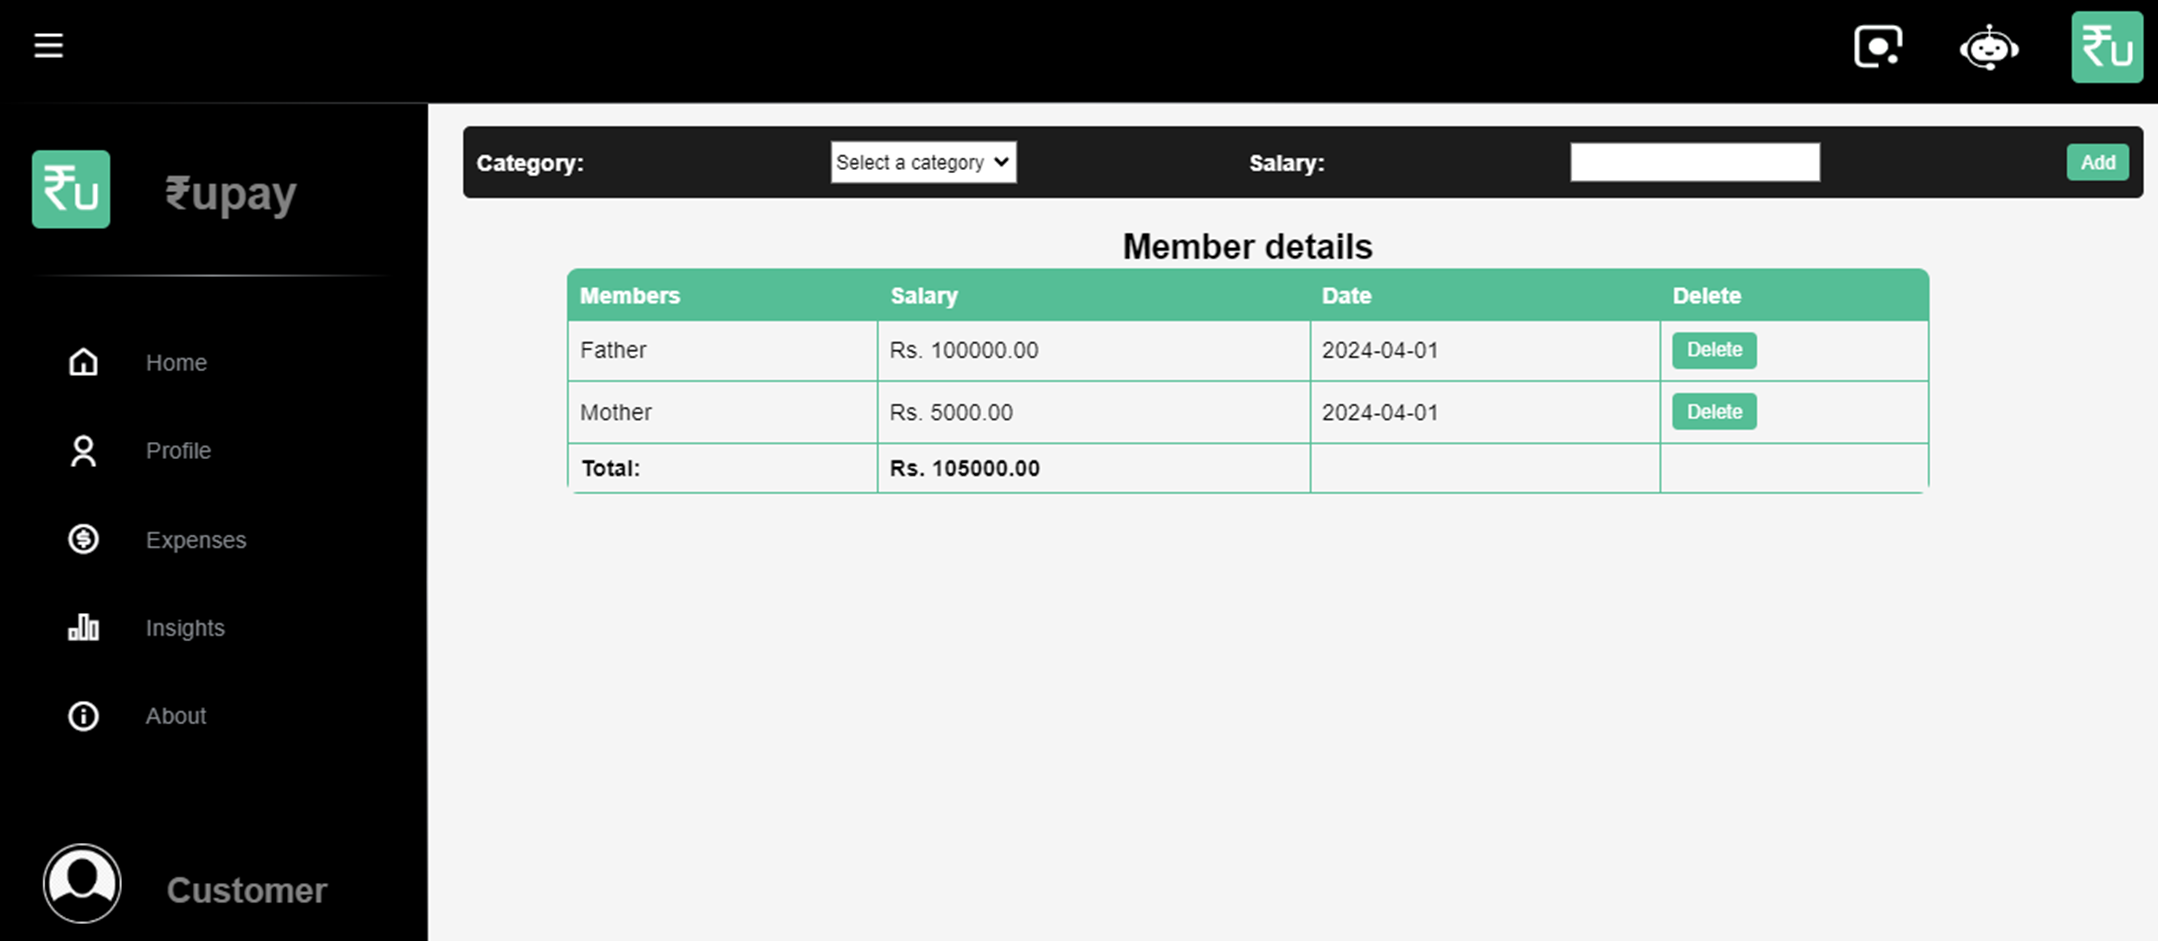 ₹u
₹u ₹upay
Home
Profile
Expenses
Insights
About
Customer
Category: Select a category Salary: Add
Member details
Members Salary Date Delete
Father Rs. 100000.00 2024-04-01 Delete
Mother Rs. 5000.00 2024-04-01 Delete
Total: Rs. 105000.00